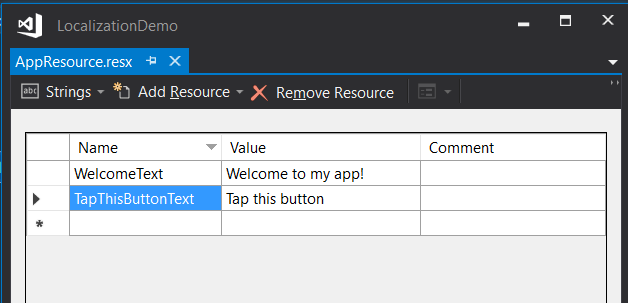 LocalizationDemo
AppResource.resx
abc Strings Add Resource Remove Resource
Name Value Comment
WelcomeText Welcome to my app!
TapThisButtonText Tap this button
*